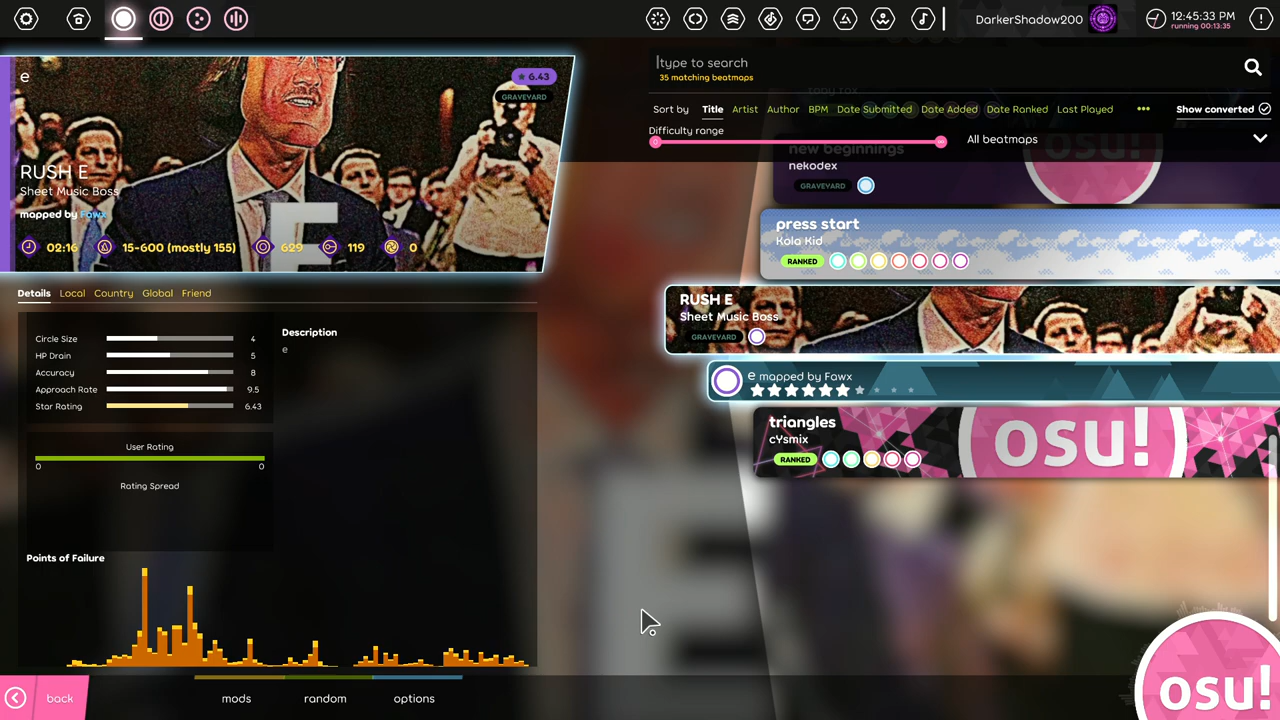 DarkerShadow200
12:45:33 PM
running 00:13:35
e
6.43
GRAVEYARD
RUSH E
Sheet Music Boss
mapped by Fawx
02:16
15-600 (mostly 155)
629
119
0
Details Local Country Global Friend
Circle Size 4
HP Drain 5
Accuracy 8
Approach Rate 9.5
Star Rating 6.43
Description
e
User Rating
0 0
Rating Spread
Points of Failure
type to search
35 matching beatmaps
Sort by Title Artist Author BPM Date Submitted Date Added Date Ranked Last Played ••• Show converted
Difficulty range
0 ∞
All beatmaps
new beginnings
nekodex
GRAVEYARD
osu!
press start
Kola Kid
RANKED
RUSH E
Sheet Music Boss
GRAVEYARD
e mapped by Fawx
triangles
cYsmix
RANKED
osu!
back
mods
random
options
osu!